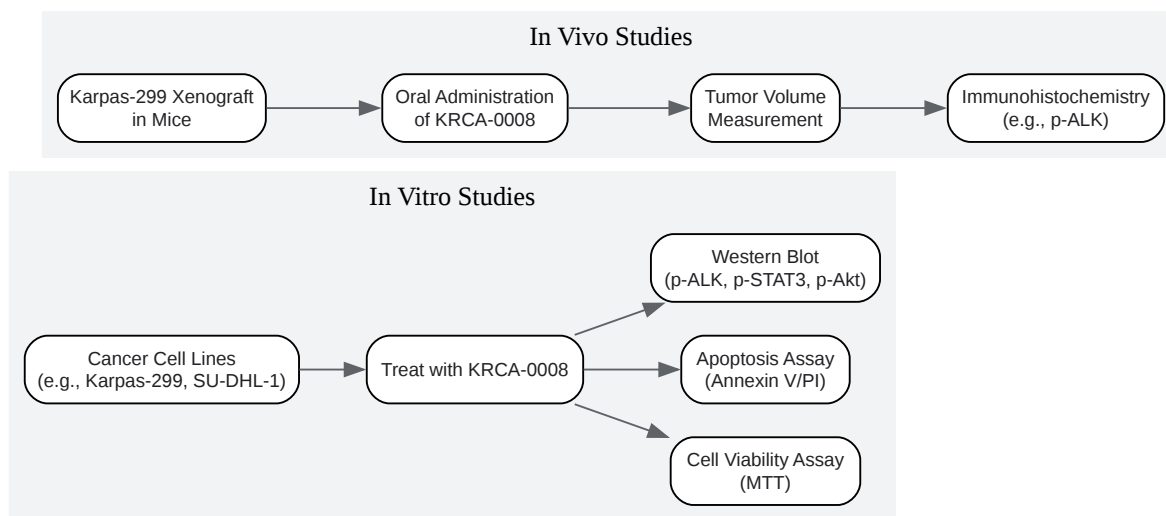 In Vivo Studies
Karpas-299 Xenograft
in Mice
Oral Administration
of KRCA-0008
Tumor Volume
Measurement
Immunohistochemistry
(e.g., p-ALK)
In Vitro Studies
Cancer Cell Lines
(e.g., Karpas-299, SU-DHL-1)
Treat with KRCA-0008
Western Blot
(p-ALK, p-STAT3, p-Akt)
Apoptosis Assay
(Annexin V/PI)
Cell Viability Assay
(MTT)